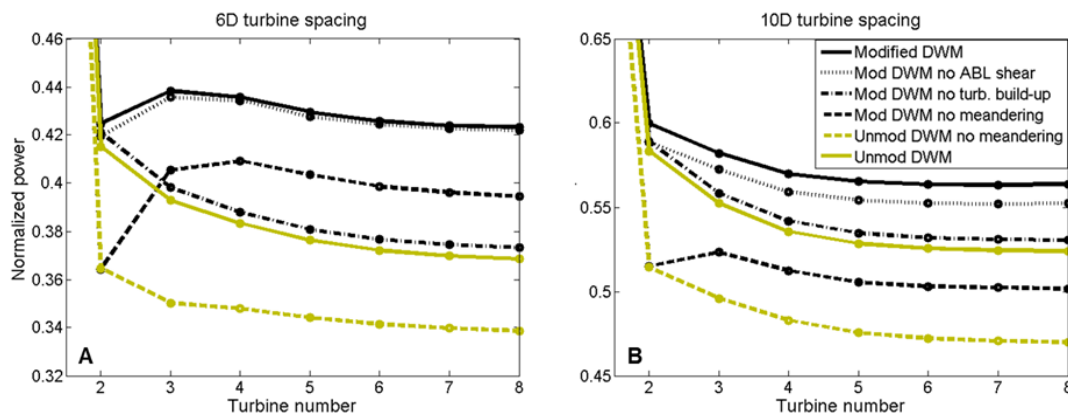 6D turbine spacing
0.46
0.44
0.42
0.4
0.38
0.36
0.34
0.32
Normalized power
A
2 3 4 5 6 7 8
Turbine number
10D turbine spacing
0.65
0.6
0.55
0.5
0.45
Modified DWM
Mod DWM no ABL shear
Mod DWM no turb. build-up
Mod DWM no meandering
Unmod DWM no meandering
Unmod DWM
B
2 3 4 5 6 7 8
Turbine number